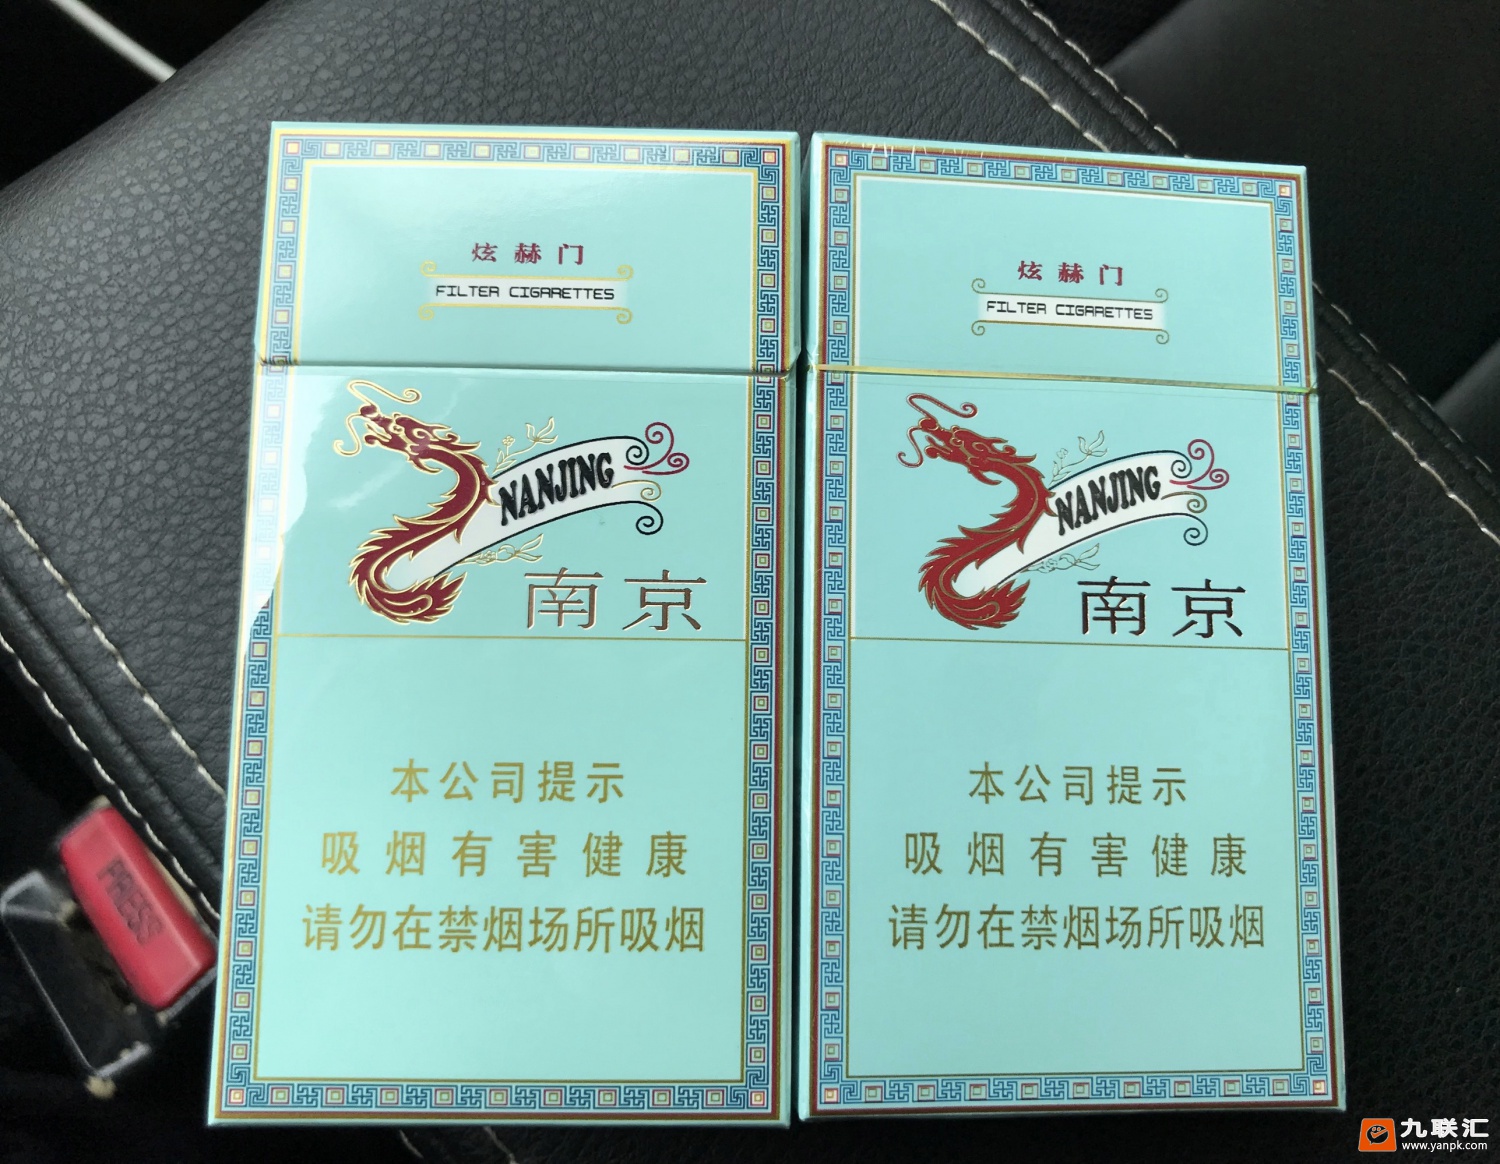 炫赫门
FILTER CIGARETTES
NANJING
南京
本公司提示
吸烟有害健康
请勿在禁烟场所吸烟
炫赫门
FILTER CIGARETTES
NANJING
南京
本公司提示
吸烟有害健康
请勿在禁烟场所吸烟
PRESS
九联汇
www.yanpk.com